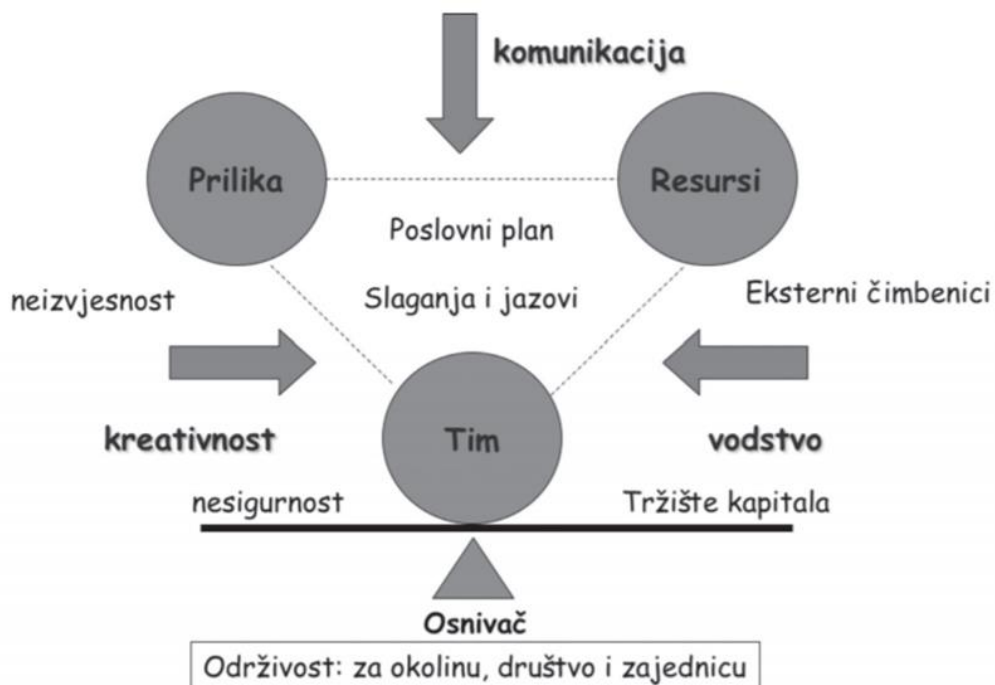 komunikacija
Prilika
Resursi
Poslovni plan
neizvjesnost
Slaganja i jazovi
Eksterni čimbenici
kreativnost
Tim
vodstvo
nesigurnost
Tržište kapitala
Osnivač
Održivost: za okolinu, društvo i zajednicu